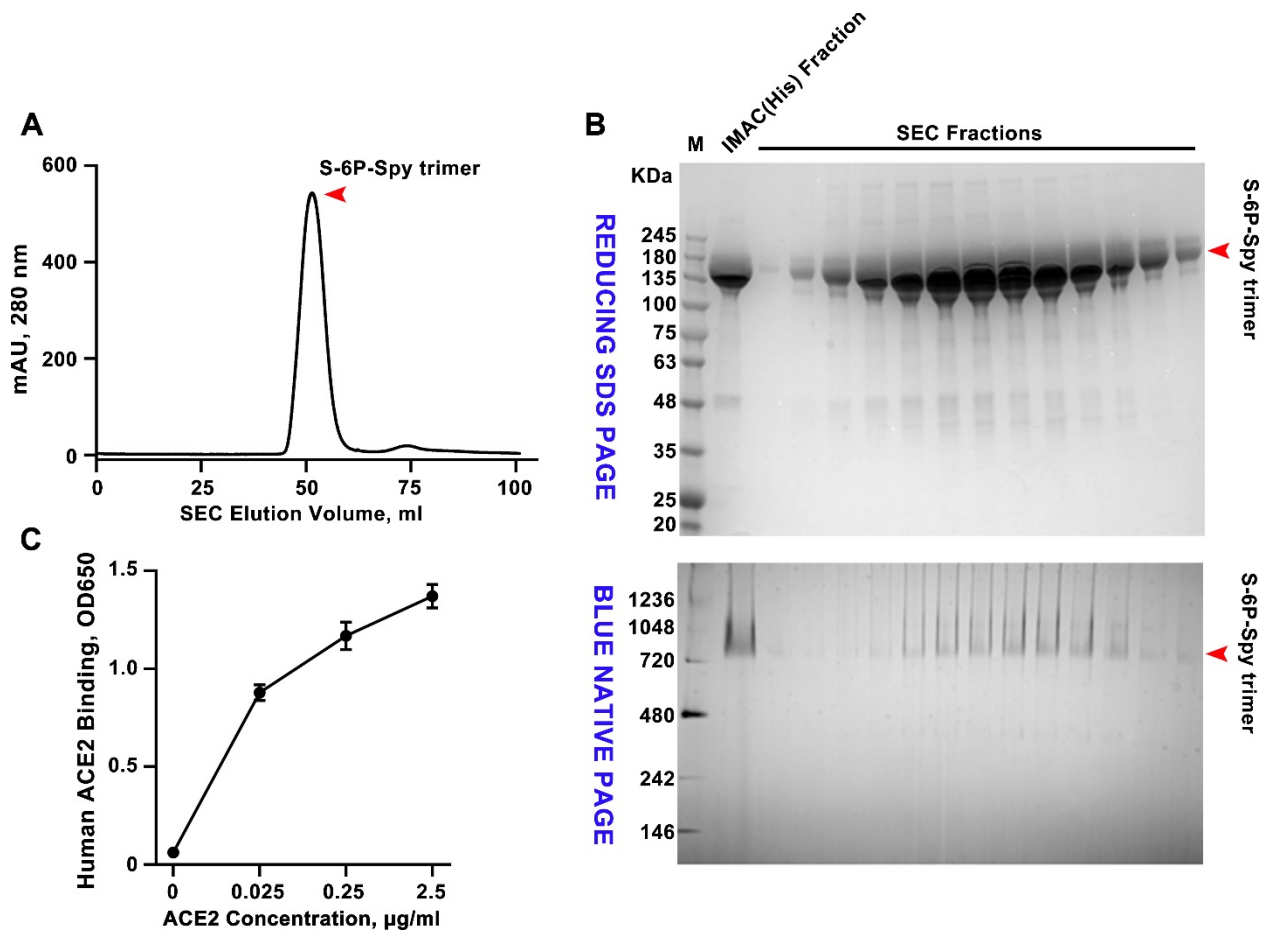 A
600
400
200
0
mAU, 280 nm
S-6P-Spy trimer
0 25 50 75 100
SEC Elution Volume, ml
B
M
IMAC(His) Fraction
SEC Fractions
KDa
245
180
135
100
75
63
48
35
25
20
REDUCING SDS PAGE
S-6P-Spy trimer
1236
1048
720
480
242
146
BLUE NATIVE PAGE
S-6P-Spy trimer
C
1.5
1.0
0.5
0
Human ACE2 Binding, OD650
0 0.025 0.25 2.5
ACE2 Concentration, µg/ml